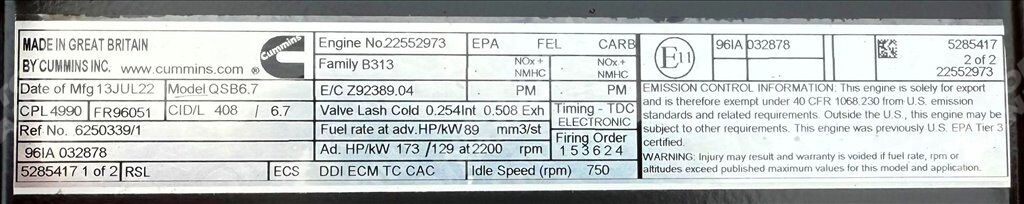 MADE IN GREAT BRITAIN
BY CUMMINS INC. www.cummins.com ®
Cummins
Date of Mfg 13JUL22 Model QSB6.7
CPL 4990 FR96051 CID/L 408 / 6.7
Ref No. 6250339/1
96IA 032878
5285417 1 of 2 RSL ECS
Engine No.22552973 EPA FEL CARB
Family B313 NOx + NMHC NOx + NMHC
E/C Z92389.04 PM PM
Valve Lash Cold 0.254Int 0.508 Exh Timing - TDC
ELECTRONIC
Fuel rate at adv.HP/kW 89 mm3/st Firing Order
Ad. HP/kW 173 /129 at 2200 rpm 1 5 3 6 2 4
DDI ECM TC CAC Idle Speed (rpm) 750
E11 96IA 032878 5285417
2 of 2
22552973
EMISSION CONTROL INFORMATION: This engine is solely for export
and is therefore exempt under 40 CFR 1068.230 from U.S. emission
standards and related requirements. Outside the U.S., this engine may be
subject to other requirements. This engine was previously U.S. EPA Tier 3
certified.
WARNING: Injury may result and warranty is voided if fuel rate, rpm or
altitudes exceed published maximum values for this model and application.